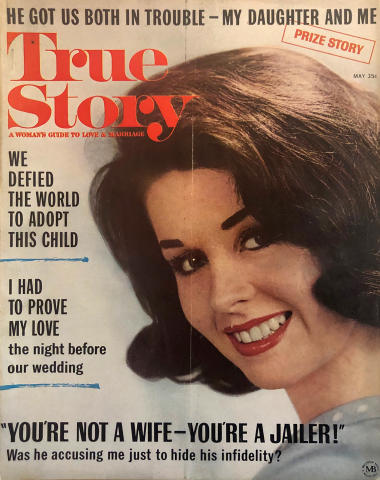 HE GOT US BOTH IN TROUBLE – MY DAUGHTER AND ME
PRIZE STORY
MAY 35¢
True
Story
A WOMAN'S GUIDE TO LOVE & MARRIAGE
WE
DEFIED
THE WORLD
TO ADOPT
THIS CHILD
I HAD
TO PROVE
MY LOVE
the night before
our wedding
"YOU'RE NOT A WIFE–YOU'RE A JAILER!"
Was he accusing me just to hide his infidelity?
MB